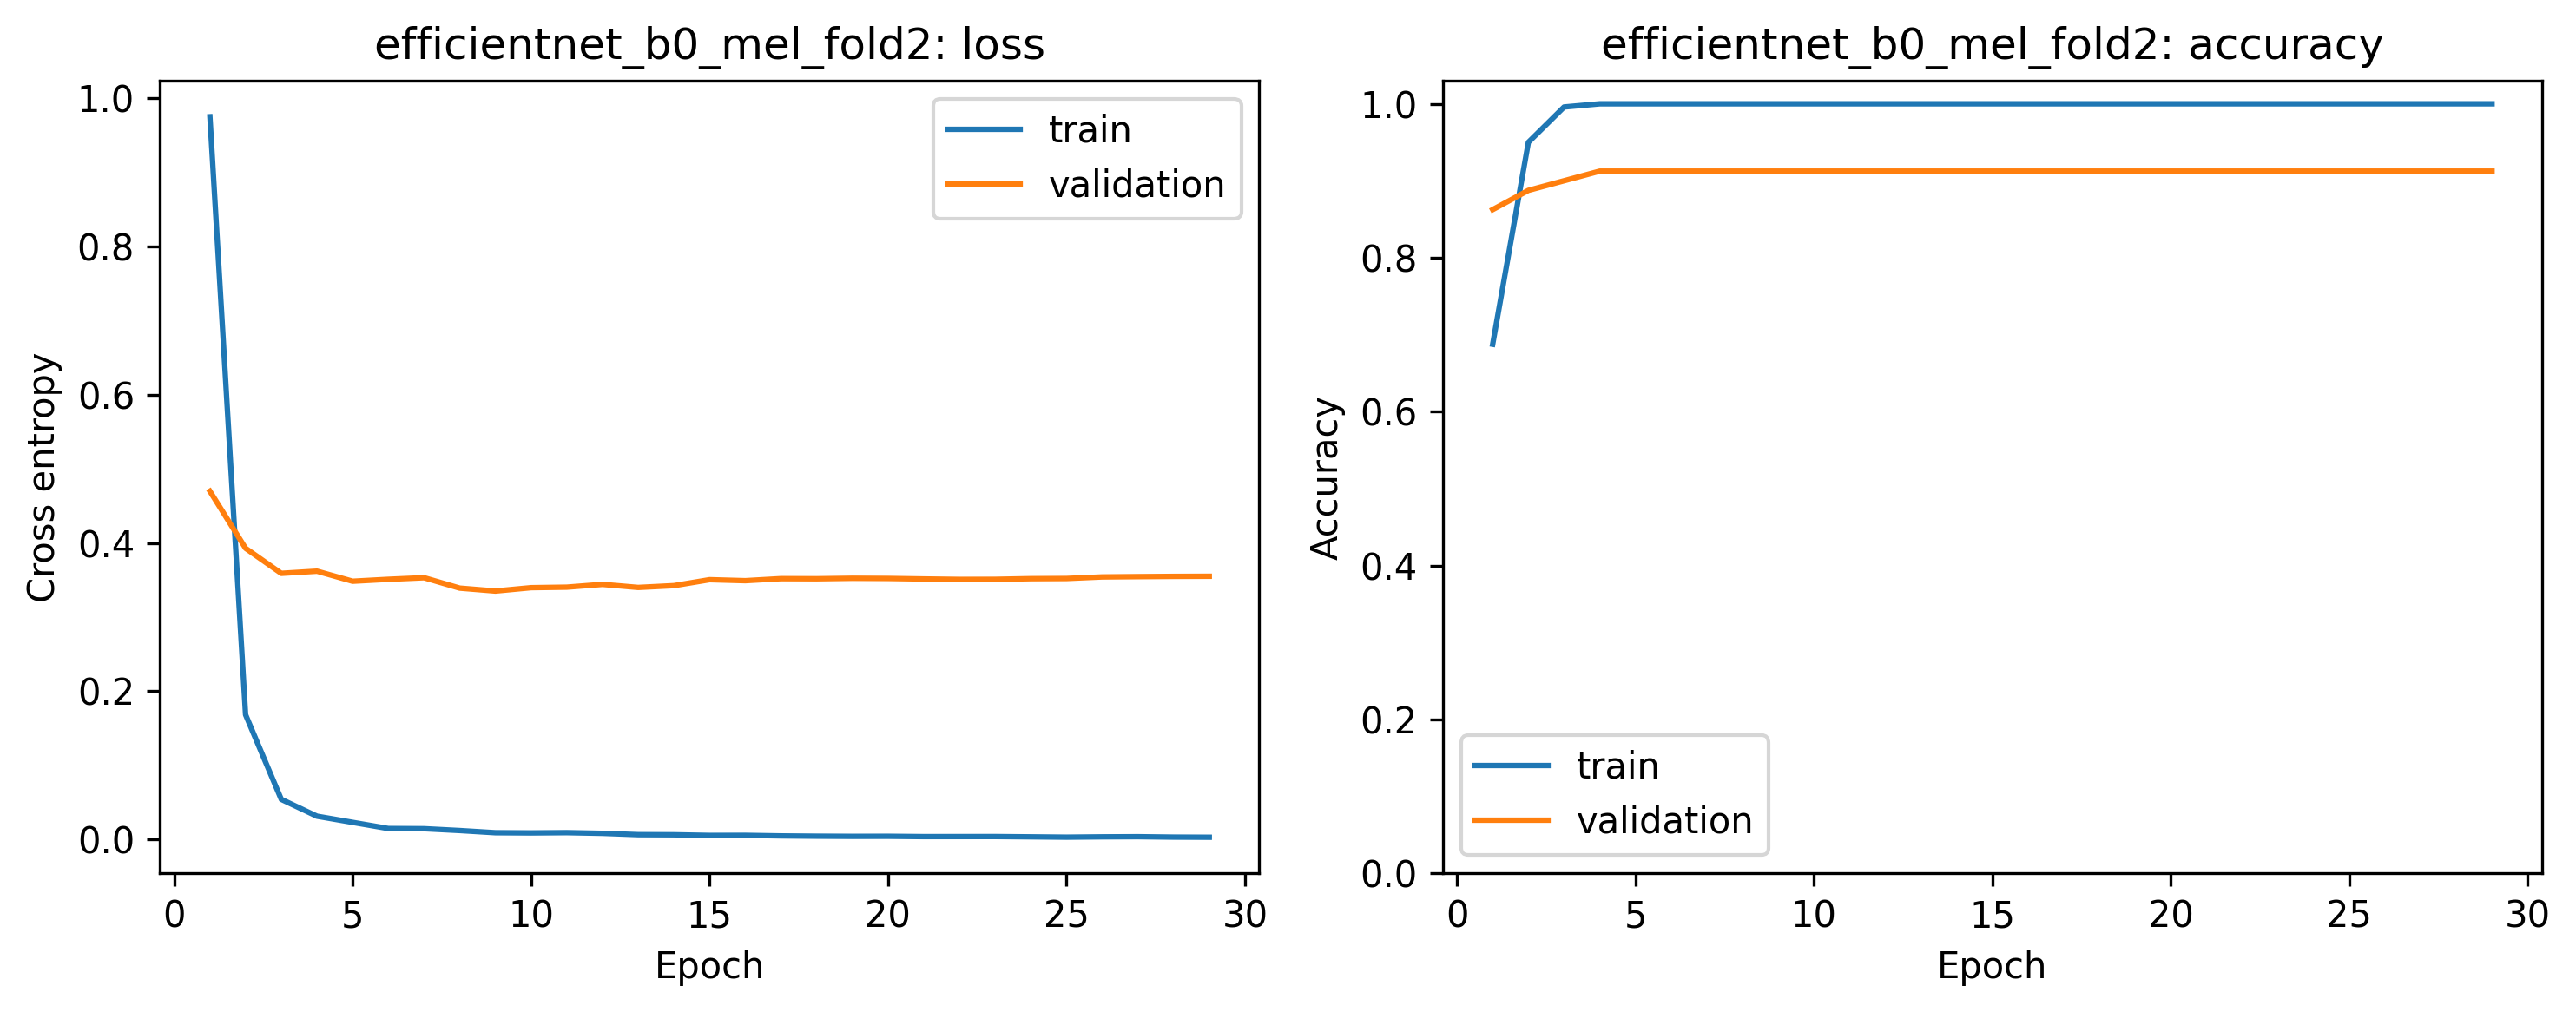 efficientnet_b0_mel_fold2: loss
1.0
0.8
0.6
0.4
0.2
0.0
Cross entropy
train
validation
0 5 10 15 20 25 30
Epoch
efficientnet_b0_mel_fold2: accuracy
1.0
0.8
0.6
0.4
0.2
0.0
Accuracy
train
validation
0 5 10 15 20 25 30
Epoch